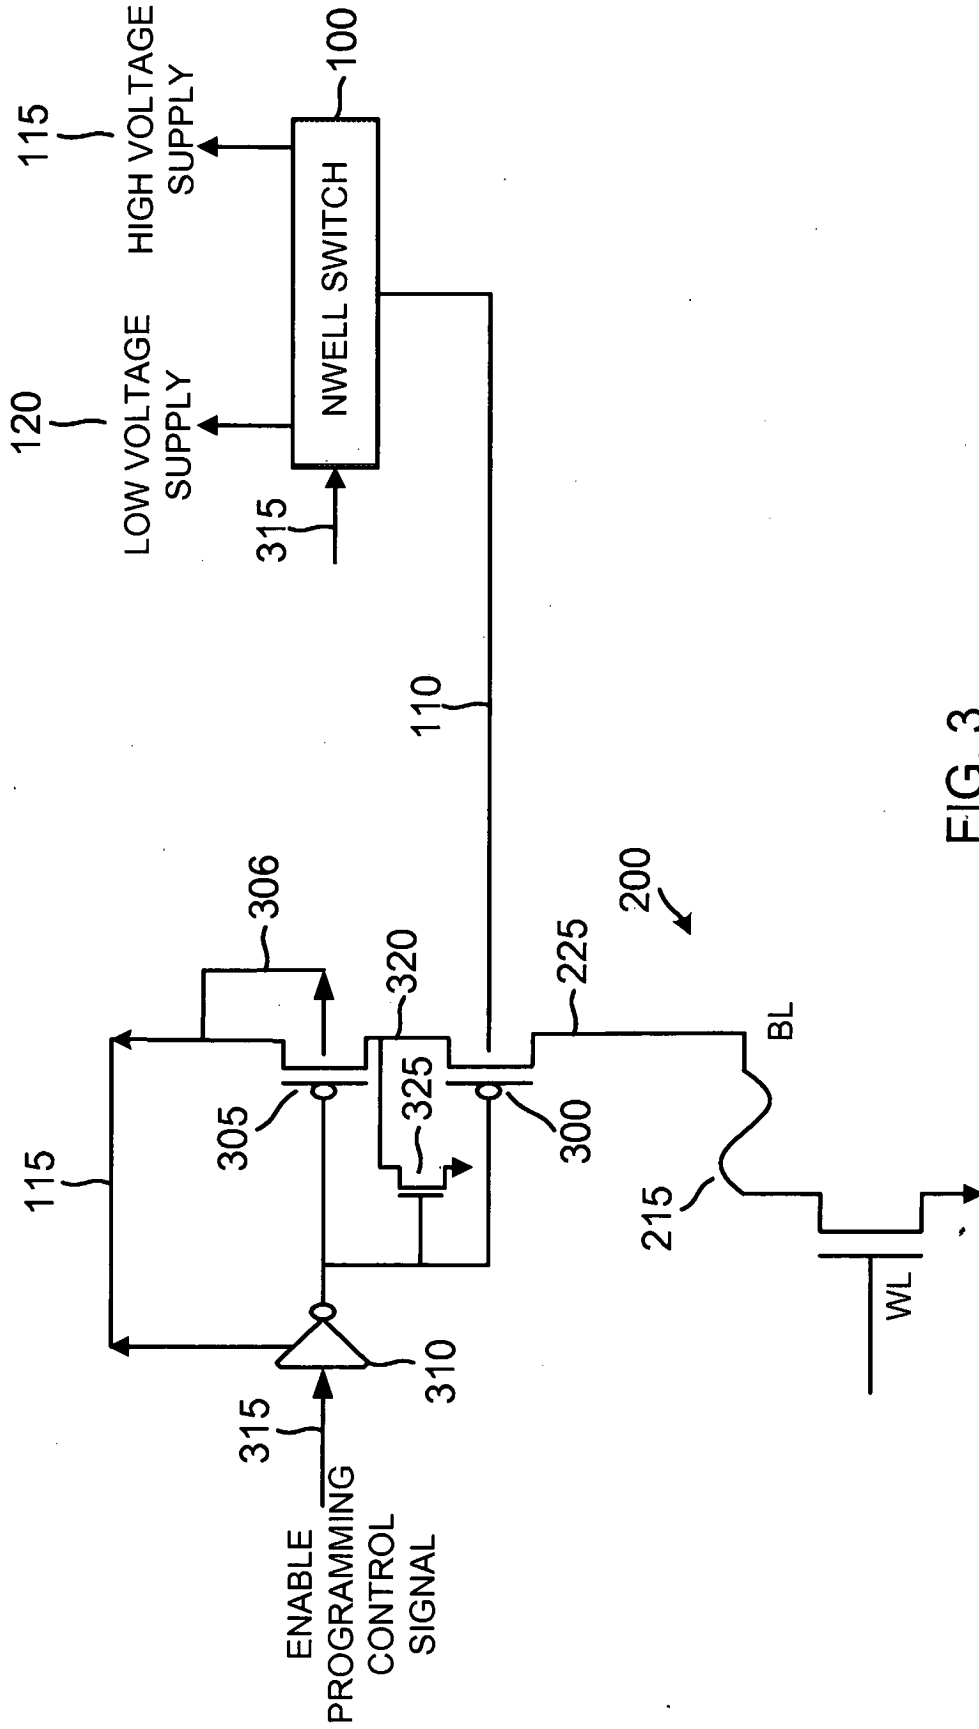 115
HIGH VOLTAGE
SUPPLY
100
120
LOW VOLTAGE
SUPPLY
NWELL SWITCH
315
110
115
306
305
320
325
300
310
315
ENABLE
PROGRAMMING
CONTROL
SIGNAL
225
200
BL
215
WL
FIG. 3